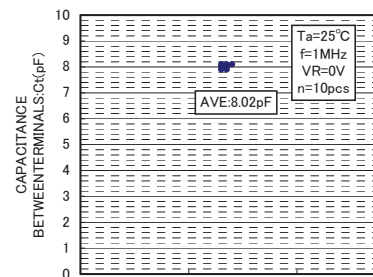 10
9
8
7
6
5
4
3
2
1
0
CAPACITANCE
BETWEENTERMINALS:Ct(pF)
Ta=25℃
f=1MHz
VR=0V
n=10pcs
AVE:8.02pF